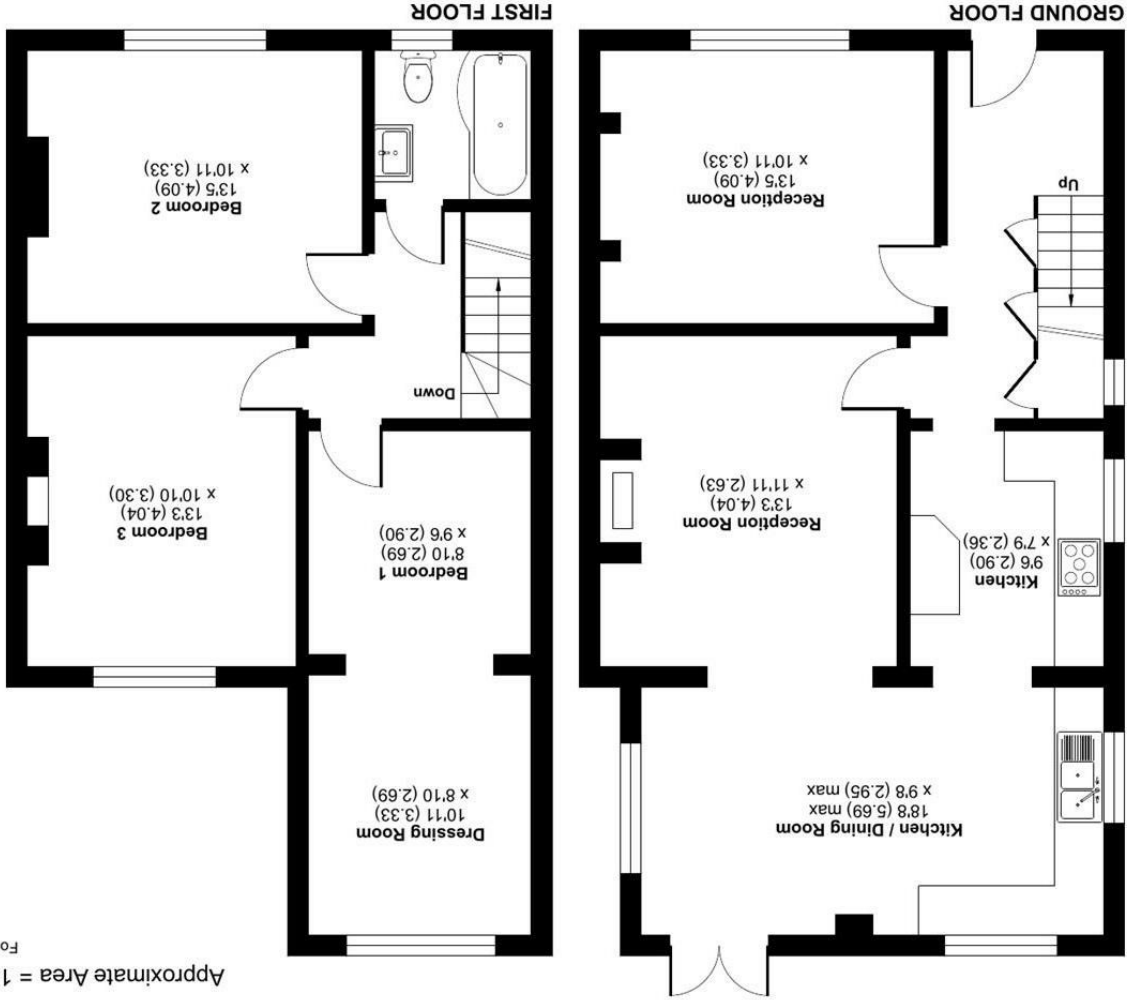 Approximate Area = 1
Fo
Kitchen / Dining Room
18'8 (5.69) max
x 9'8 (2.95) max
Kitchen
9'6 (2.90)
x 7'9 (2.36)
Reception Room
13'3 (4.04)
x 11'11 (2.63)
Up
Reception Room
13'5 (4.09)
x 10'11 (3.33)
GROUND FLOOR
Dressing Room
10'11 (3.33)
x 8'10 (2.69)
Bedroom 1
8'10 (2.69)
x 9'6 (2.90)
Bedroom 3
13'3 (4.04)
x 10'10 (3.30)
Down
Bedroom 2
13'5 (4.09)
x 10'11 (3.33)
FIRST FLOOR